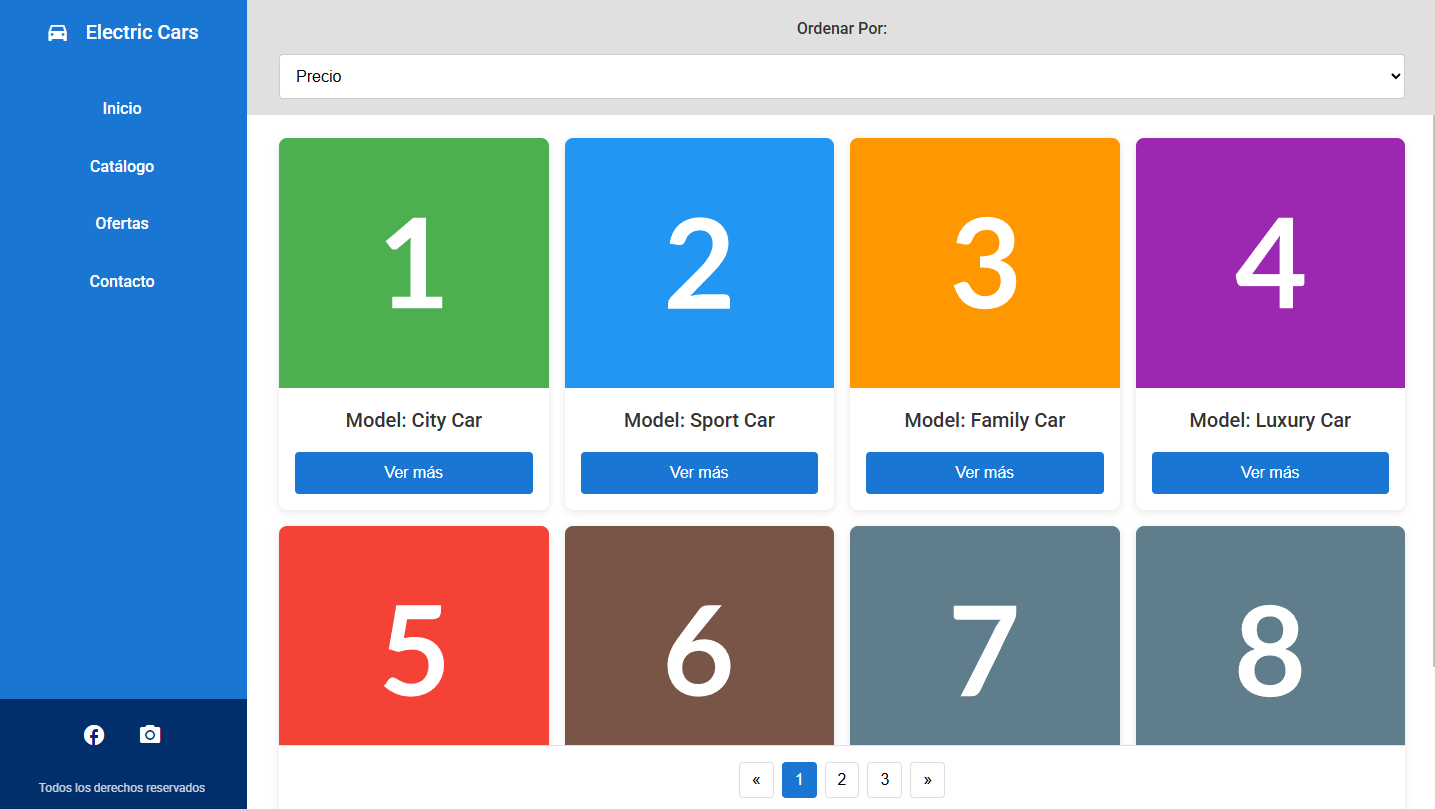 Electric Cars
Inicio
Catálogo
Ofertas
Contacto
Todos los derechos reservados
Ordenar Por:
Precio
1
2
3
4
Model: City Car
Model: Sport Car
Model: Family Car
Model: Luxury Car
Ver más
Ver más
Ver más
Ver más
5
6
7
8
« 1 2 3 »